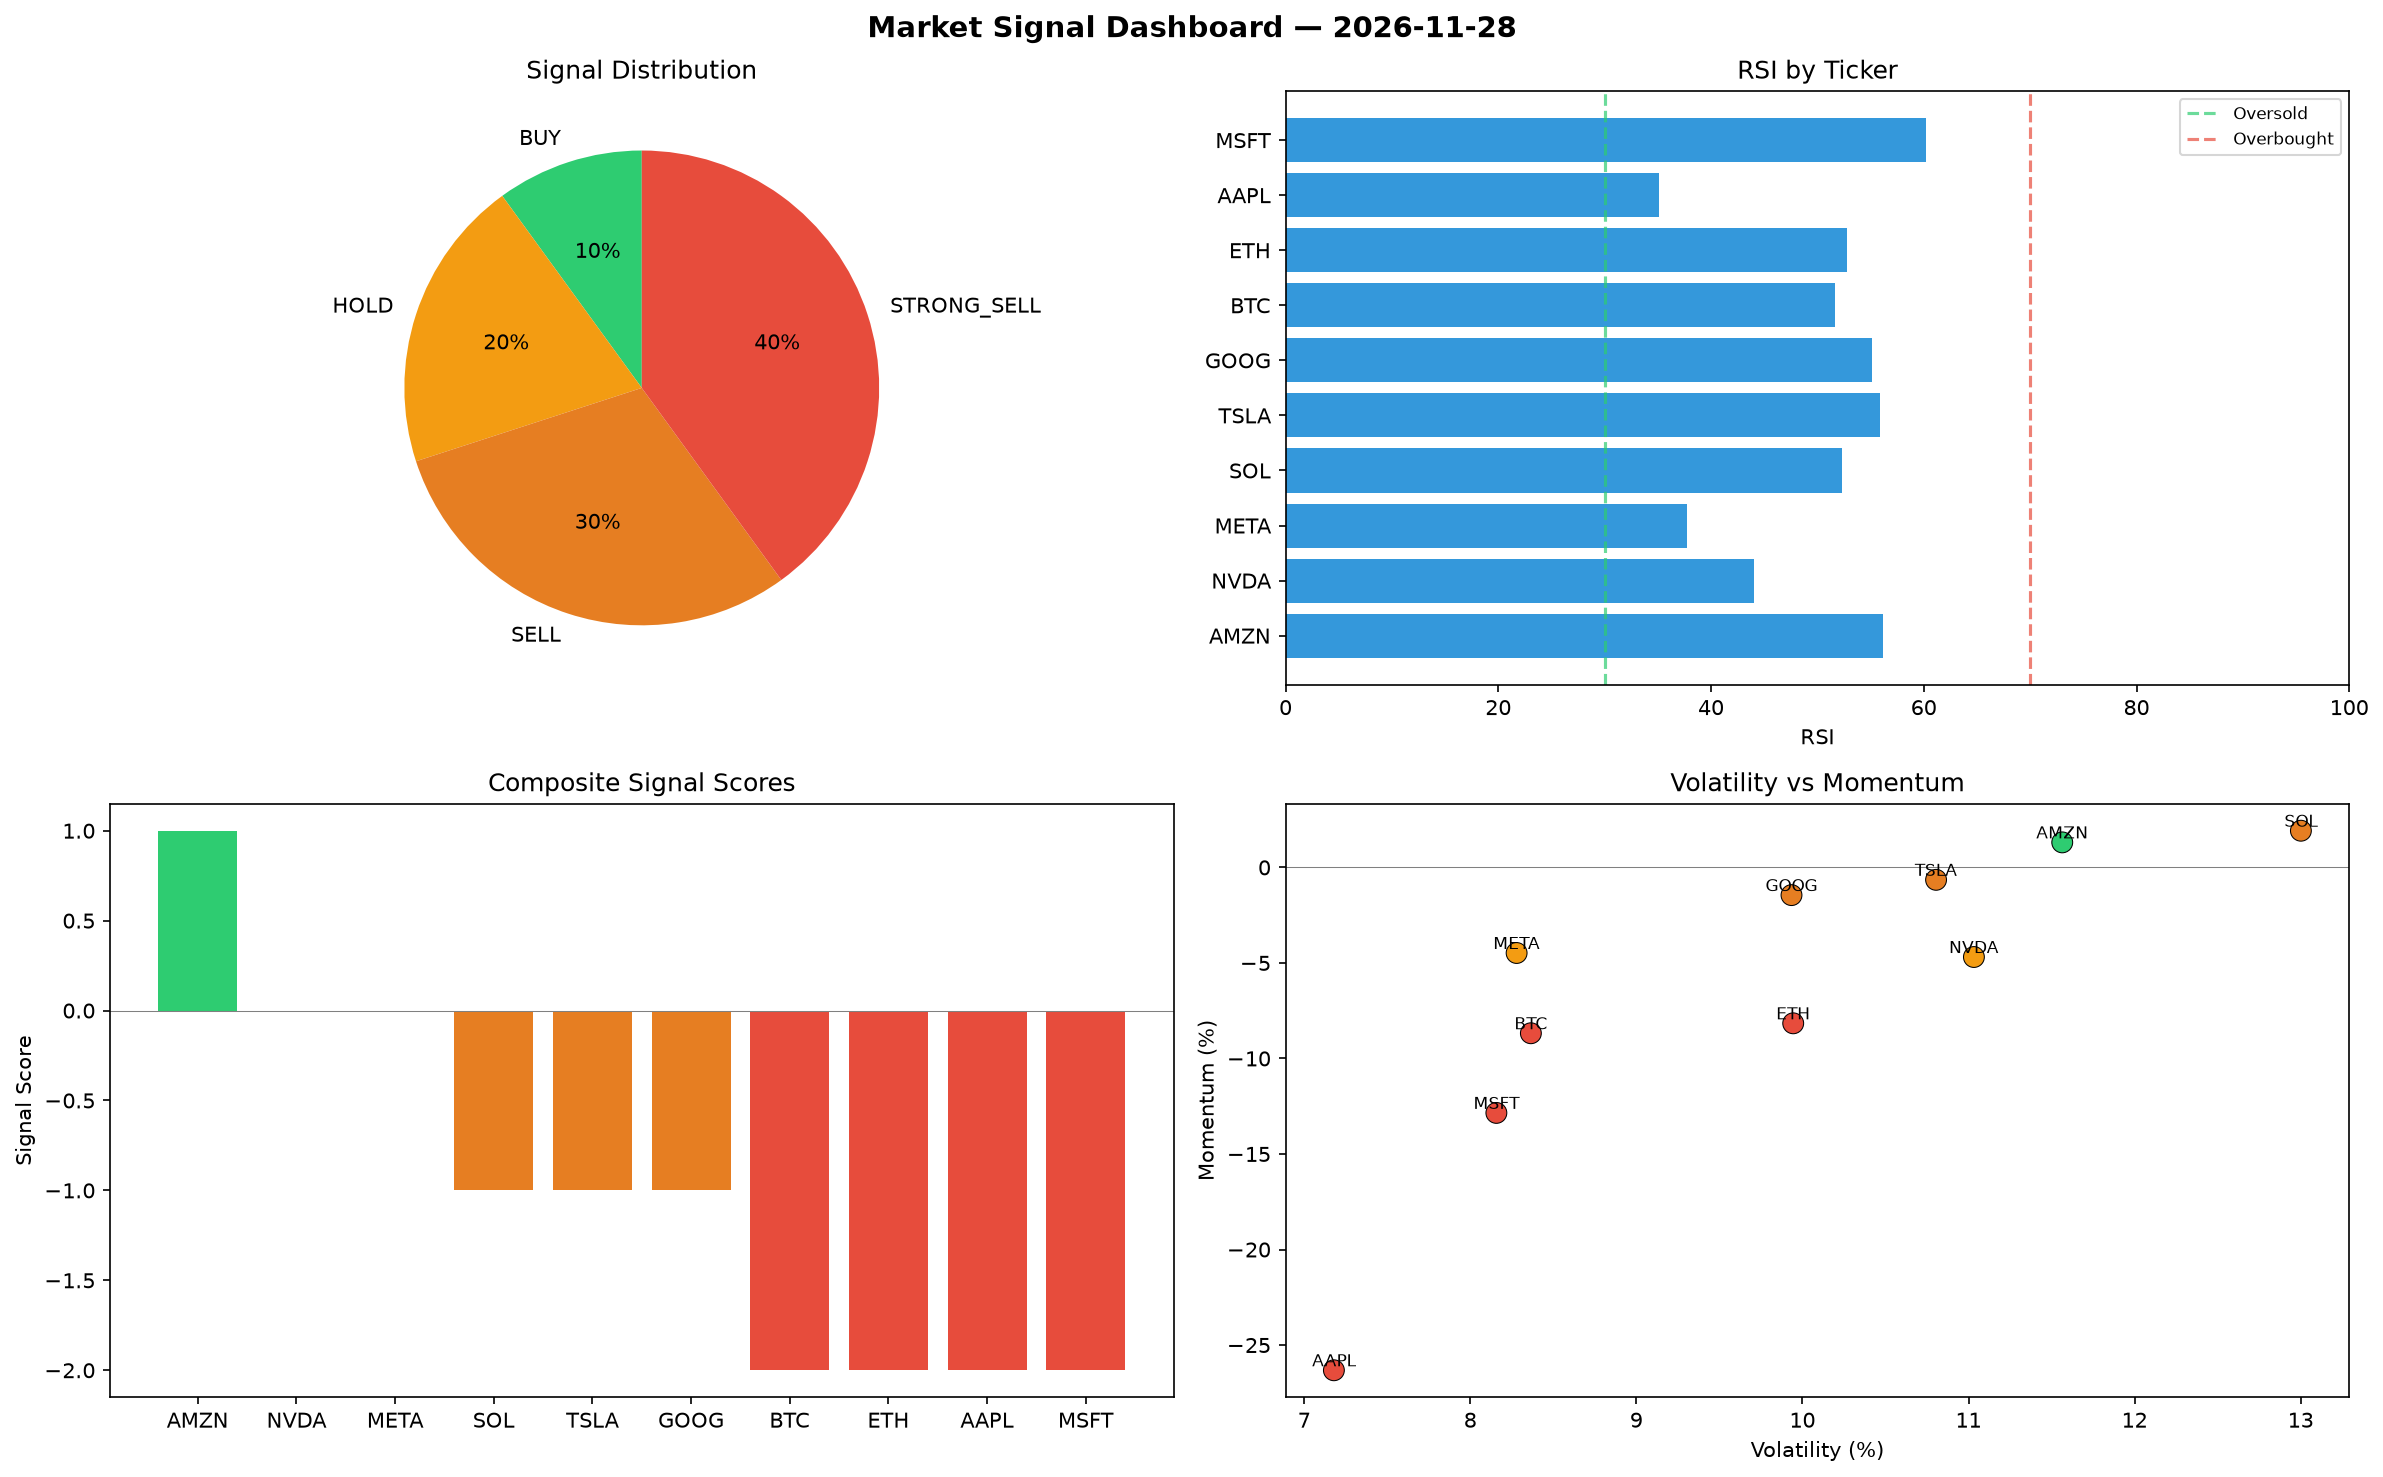 Market Signal Dashboard — 2026-11-28
Signal Distribution
BUY
10%
HOLD
20%
STRONG_SELL
40%
30%
SELL
RSI by Ticker
Oversold
Overbought
MSFT
AAPL
ETH
BTC
GOOG
TSLA
SOL
META
NVDA
AMZN
0 20 40 60 80 100
RSI
Composite Signal Scores
Signal Score
1.0
0.5
0.0
−0.5
−1.0
−1.5
−2.0
AMZN NVDA META SOL TSLA GOOG BTC ETH AAPL MSFT
Volatility vs Momentum
Momentum (%)
0
−5
−10
−15
−20
−25
SOL
AMZN
TSLA
GOOG
META
NVDA
ETH
BTC
MSFT
AAPL
7 8 9 10 11 12 13
Volatility (%)